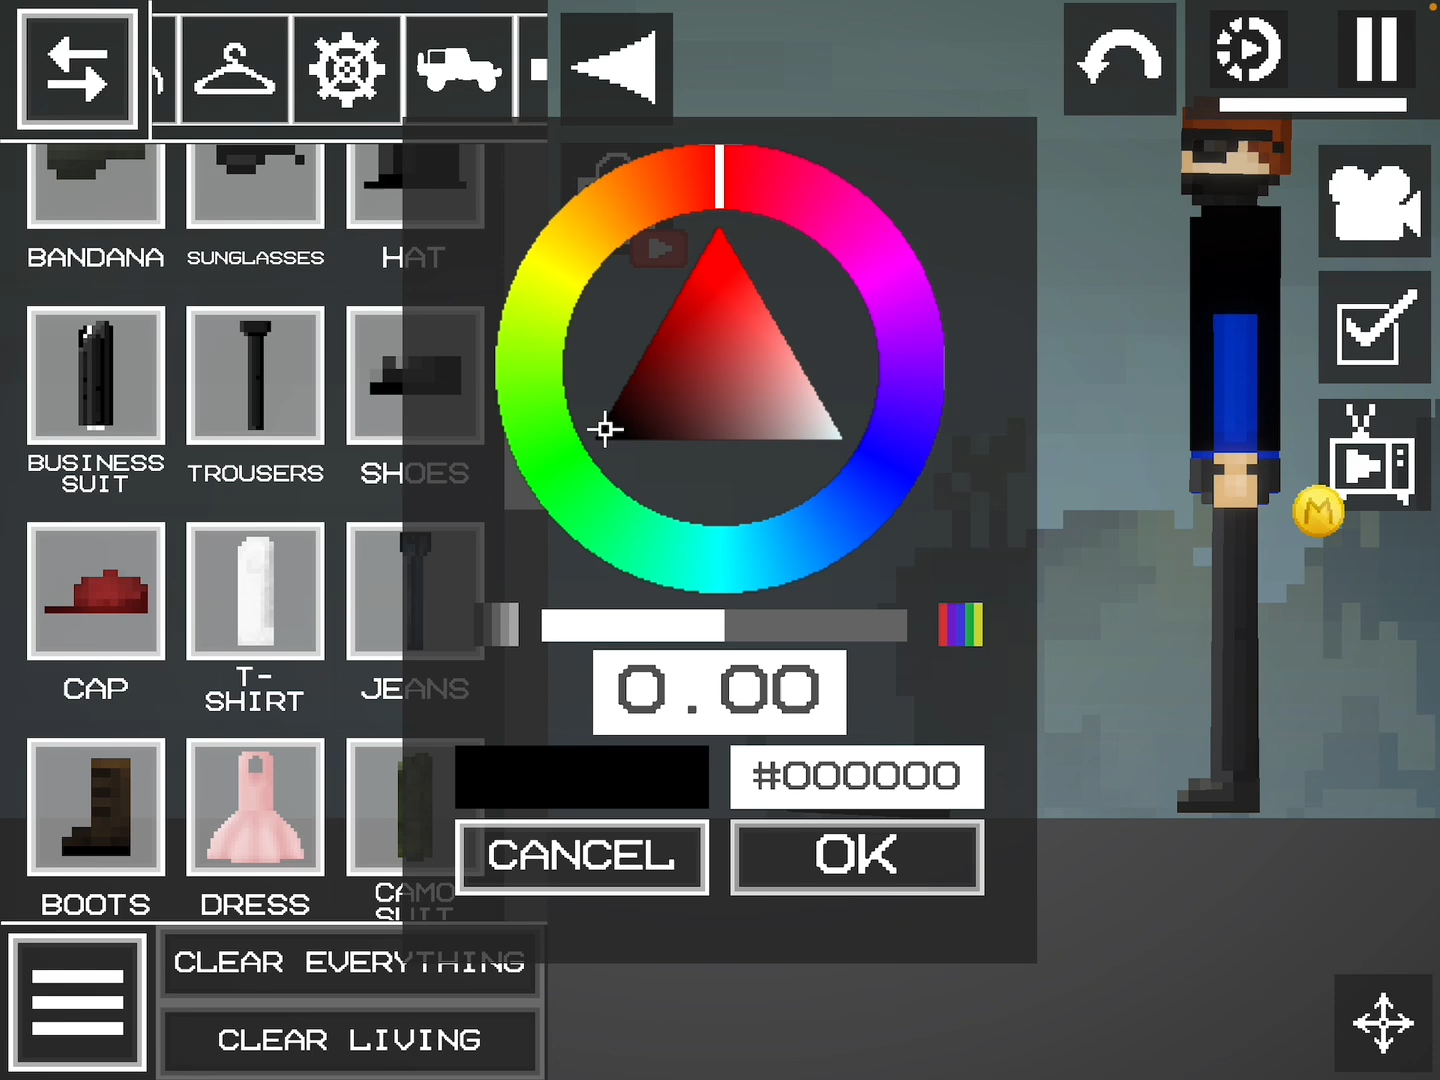 BANDANA
SUNGLASSES
HAT
BUSINESS
SUIT
TROUSERS
SHOES
CAP
T-
SHIRT
JEANS
BOOTS
DRESS
CAMO
SUIT
CLEAR EVERYTHING
CLEAR LIVING
0.00
#000000
CANCEL
OK
M